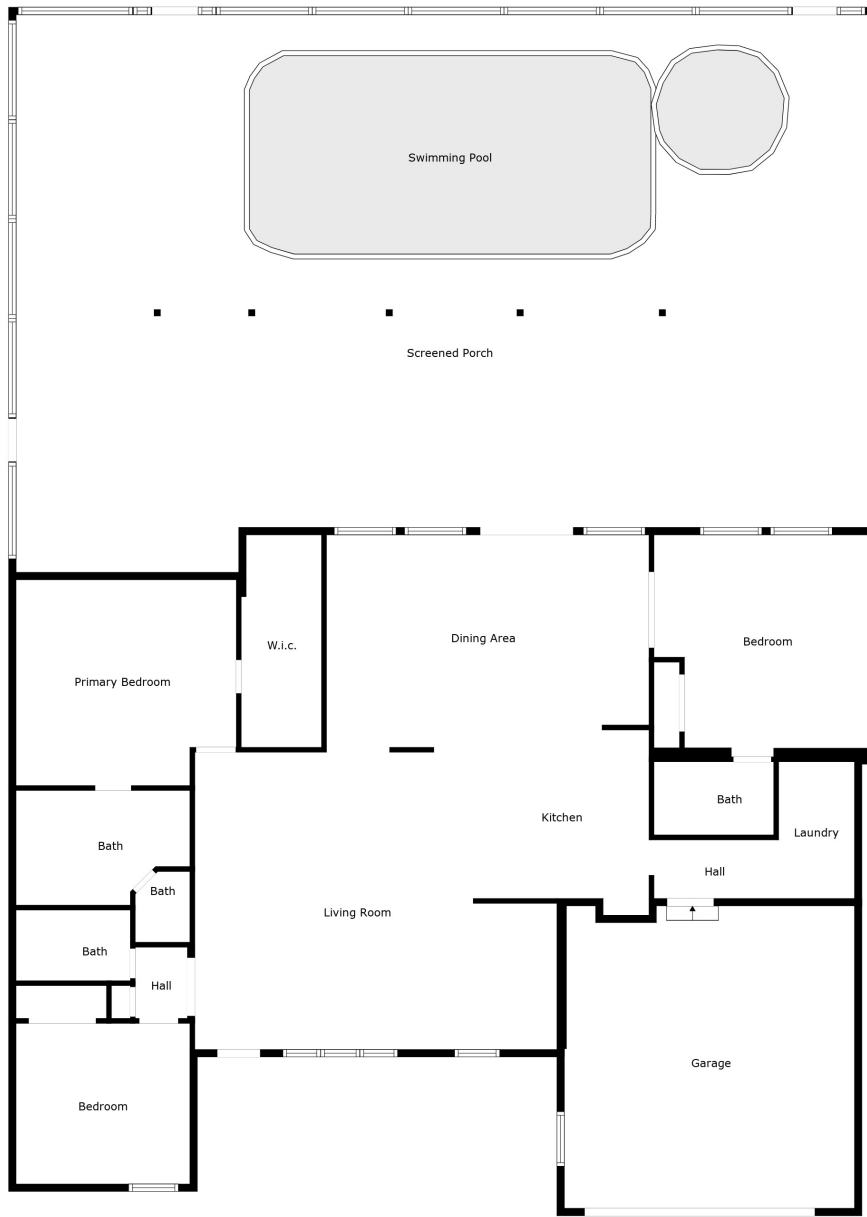 Swimming Pool
Screened Porch
Dining Area
Bedroom
W.i.c.
Primary Bedroom
Bath
Kitchen
Laundry
Bath
Hall
Bath
Living Room
Bath
Hall
Garage
Bedroom